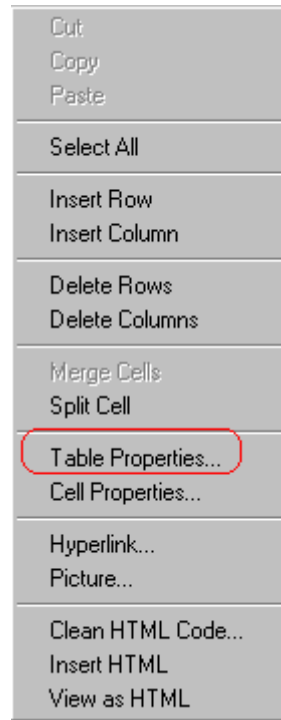 Cut
Copy
Paste
Select All
Insert Row
Insert Column
Delete Rows
Delete Columns
Merge Cells
Split Cell
Table Properties...
Cell Properties...
Hyperlink...
Picture...
Clean HTML Code...
Insert HTML
View as HTML